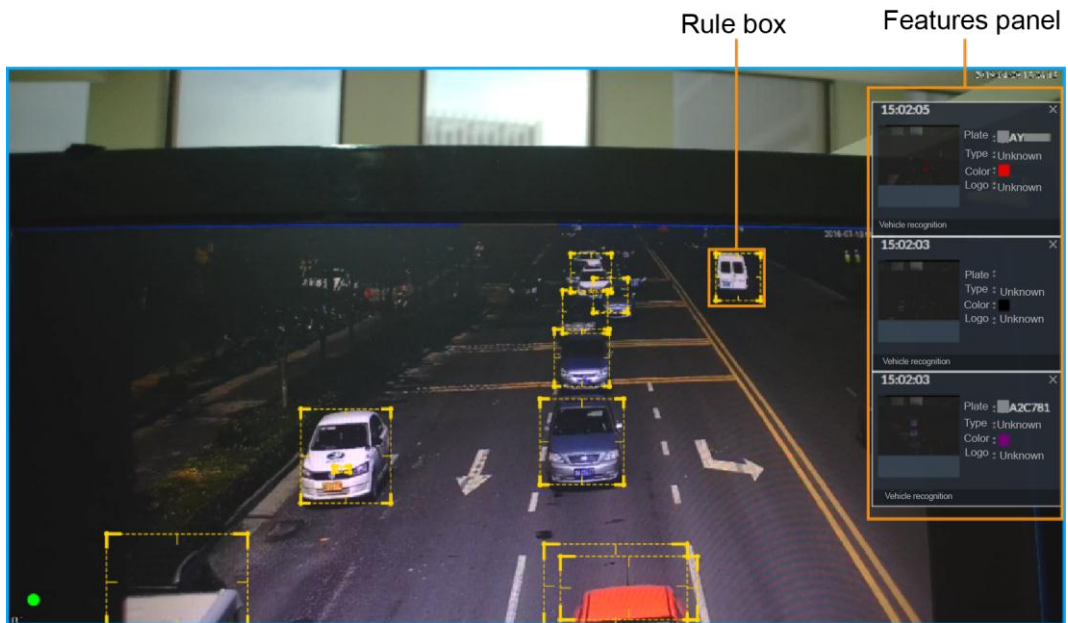 Rule box
Features panel
15:02:05
Plate : AY
Type : Unknown
Color :
Logo : Unknown
Vehicle recognition
15:02:03
Plate :
Type : Unknown
Color :
Logo : Unknown
Vehicle recognition
15:02:03
Plate : A2C781
Type : Unknown
Color :
Logo : Unknown
Vehicle recognition